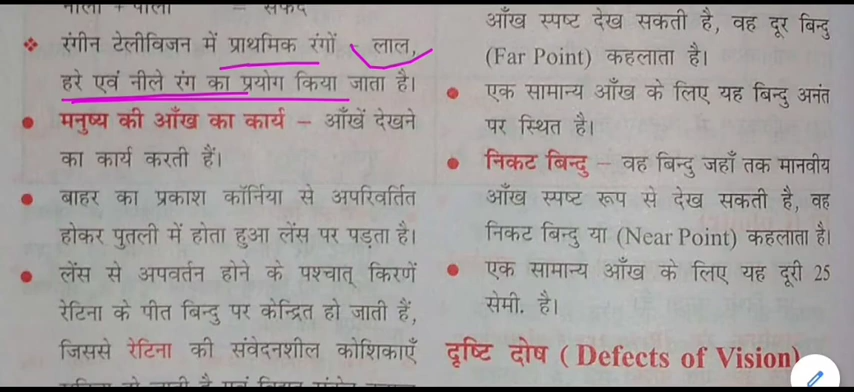 नीला + पीला = सफेद
❖ रंगीन टेलीविजन में प्राथमिक रंगों - लाल,
हरे एवं नीले रंग का प्रयोग किया जाता है।
● मनुष्य की आँख का कार्य – आँखें देखने
का कार्य करती हैं।
● बाहर का प्रकाश कॉर्निया से अपरिवर्तित
होकर पुतली में होता हुआ लेंस पर पड़ता है।
● लेंस से अपवर्तन होने के पश्चात् किरणें
रेटिना के पीत बिन्दु पर केन्द्रित हो जाती हैं,
जिससे रेटिना की संवेदनशील कोशिकाएँ
आँख स्पष्ट देख सकती है, वह दूर बिन्दु
(Far Point) कहलाता है।
● एक सामान्य आँख के लिए यह बिन्दु अनंत
पर स्थित है।
● निकट बिन्दु – वह बिन्दु जहाँ तक मानवीय
आँख स्पष्ट रूप से देख सकती है, वह
निकट बिन्दु या (Near Point) कहलाता है।
● एक सामान्य आँख के लिए यह दूरी 25
सेमी. है।
दृष्टि दोष ( Defects of Vision)